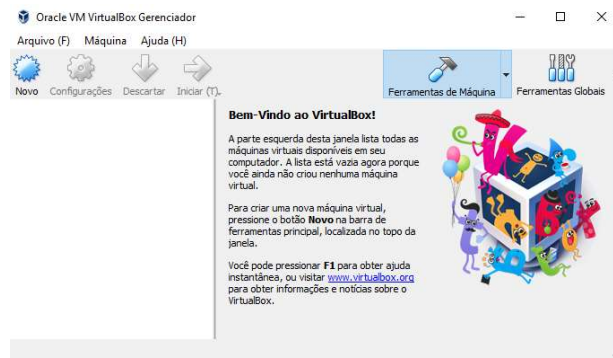 Oracle VM VirtualBox Gerenciador
Arquivo (F) Máquina Ajuda (H)
Novo Configurações Descartar Iniciar (T) Ferramentas de Máquina Ferramentas Globais
Bem-Vindo ao VirtualBox!
A parte esquerda desta janela lista todas as
máquinas virtuais disponíveis em seu
computador. A lista está vazia agora porque
você ainda não criou nenhuma máquina
virtual.
Para criar uma nova máquina virtual,
pressione o botão Novo na barra de
ferramentas principal, localizada no topo da
janela.
Você pode pressionar F1 para obter ajuda
instantânea, ou visitar www.virtualbox.org
para obter informações e notícias sobre o
VirtualBox.